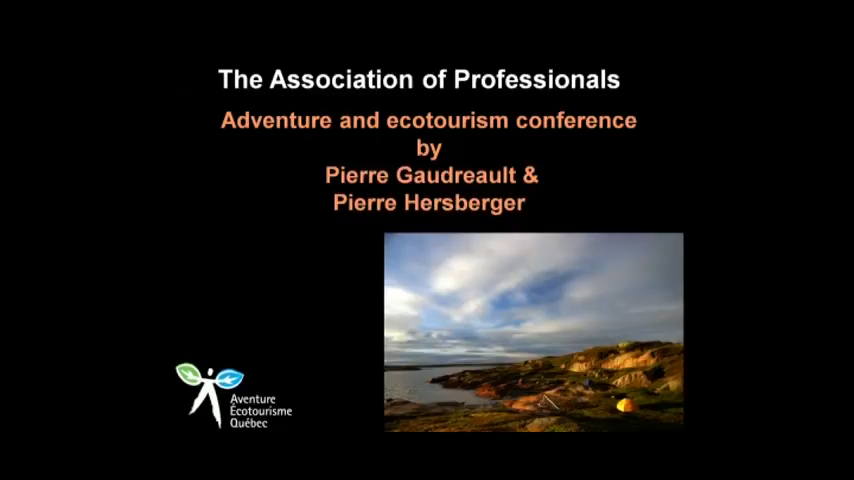 The Association of Professionals
Adventure and ecotourism conference
by
Pierre Gaudreault &
Pierre Hersberger
Aventure
Écotourisme
Québec